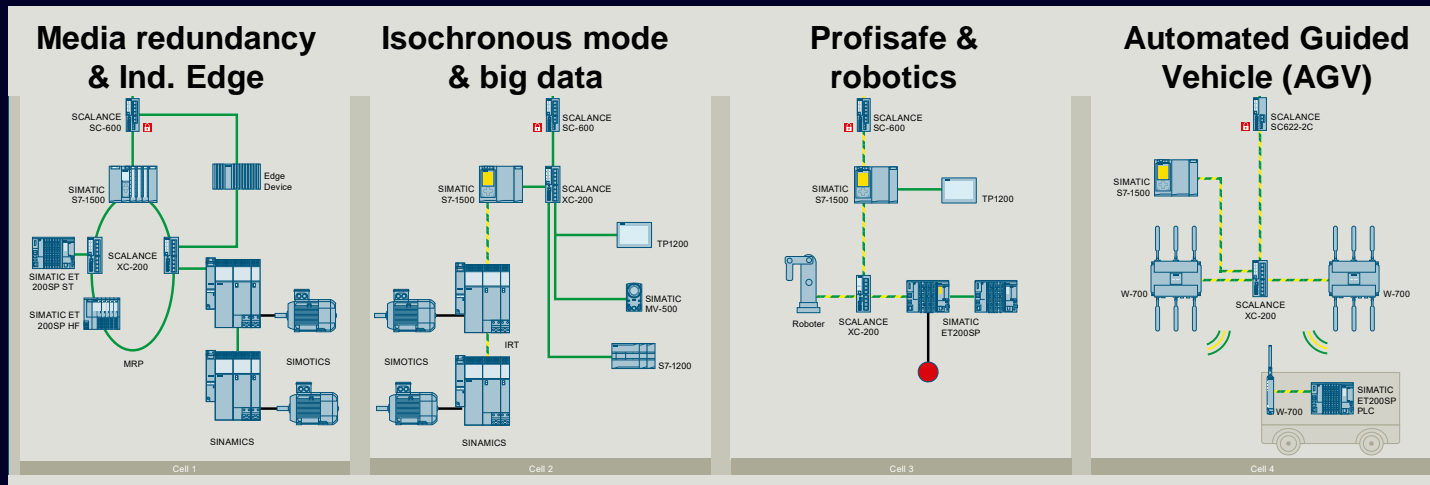 Media redundancy
& Ind. Edge
SCALANCE
SC-600
SIMATIC
S7-1500
Edge
Device
SIMATIC ET
200SP ST
SCALANCE
XC-200
SIMATIC ET
200SP HF
MRP
SIMOTICS
SINAMICS
Cell 1
Isochronous mode
& big data
SCALANCE
SC-600
SIMATIC
S7-1500
SCALANCE
XC-200
TP1200
SIMATIC
MV-500
IRT
SIMOTICS
S7-1200
SINAMICS
Cell 2
Profisafe &
robotics
SCALANCE
SC-600
SIMATIC
S7-1500
TP1200
Roboter
SCALANCE
XC-200
SIMATIC
ET200SP
Cell 3
Automated Guided
Vehicle (AGV)
SCALANCE
SC622-2C
SIMATIC
S7-1500
W-700
SCALANCE
XC-200
W-700
W-700
SIMATIC
ET200SP
PLC
Cell 4